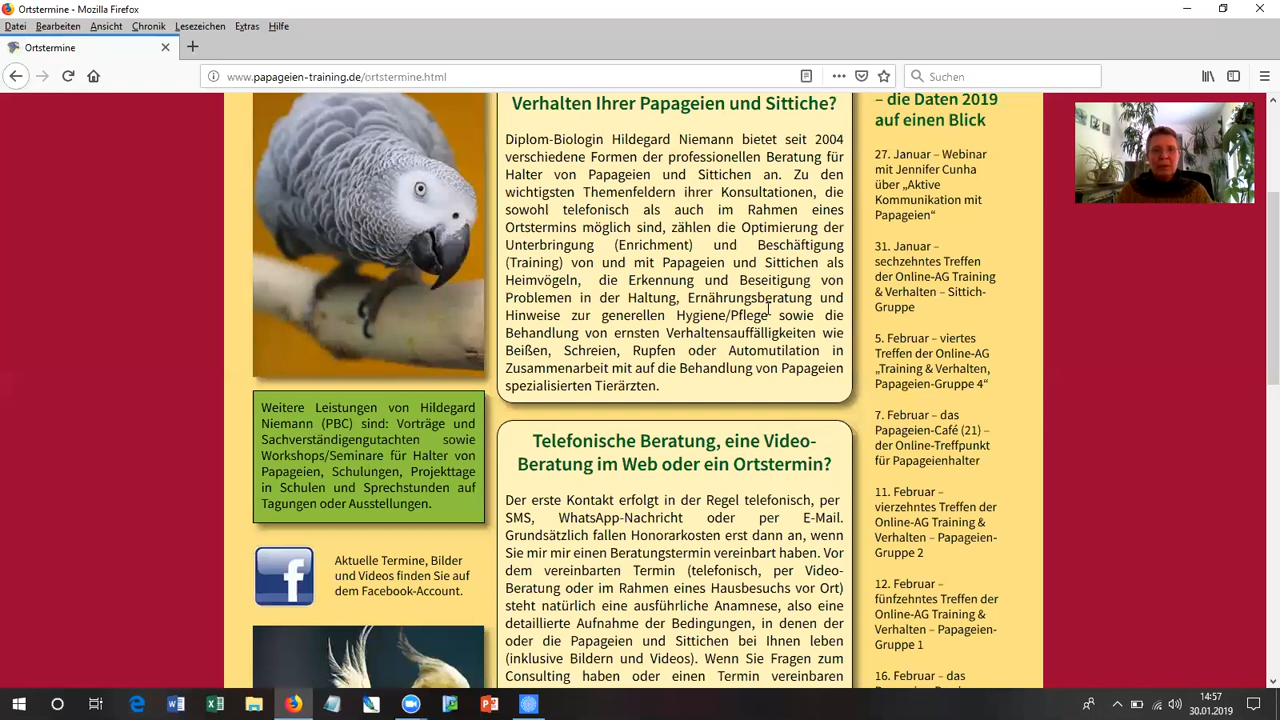 Ortstermine - Mozilla Firefox
Datei Bearbeiten Ansicht Chronik Lesezeichen Extras Hilfe
Ortstermine
www.papageien-training.de/ortstermine.html
Suchen
Verhalten Ihrer Papageien und Sittiche?
Diplom-Biologin Hildegard Niemann bietet seit 2004
verschiedene Formen der professionellen Beratung für
Halter von Papageien und Sittichen an. Zu den
wichtigsten Themenfeldern ihrer Konsultationen, die
sowohl telefonisch als auch im Rahmen eines
Ortstermins möglich sind, zählen die Optimierung der
Unterbringung (Enrichment) und Beschäftigung
(Training) von und mit Papageien und Sittichen als
Heimvögeln, die Erkennung und Beseitigung von
Problemen in der Haltung, Ernährungsberatung und
Hinweise zur generellen Hygiene/Pflege sowie die
Behandlung von ernsten Verhaltensauffälligkeiten wie
Beißen, Schreien, Rupfen oder Automutilation in
Zusammenarbeit mit auf die Behandlung von Papageien
spezialisierten Tierärzten.
Weitere Leistungen von Hildegard
Niemann (PBC) sind: Vorträge und
Sachverständigengutachten sowie
Workshops/Seminare für Halter von
Papageien, Schulungen, Projekttage
in Schulen und Sprechstunden auf
Tagungen oder Ausstellungen.
Aktuelle Termine, Bilder
und Videos finden Sie auf
dem Facebook-Account.
Telefonische Beratung, eine Video-
Beratung im Web oder ein Ortstermin?
Der erste Kontakt erfolgt in der Regel telefonisch, per
SMS, WhatsApp-Nachricht oder per E-Mail.
Grundsätzlich fallen Honorarkosten erst dann an, wenn
Sie mir mir einen Beratungstermin vereinbart haben. Vor
dem vereinbarten Termin (telefonisch, per Video-
Beratung oder im Rahmen eines Hausbesuchs vor Ort)
steht natürlich eine ausführliche Anamnese, also eine
detaillierte Aufnahme der Bedingungen, in denen der
oder die Papageien und Sittichen bei Ihnen leben
(inklusive Bildern und Videos). Wenn Sie Fragen zum
Consulting haben oder einen Termin vereinbaren
– die Daten 2019
auf einen Blick
27. Januar – Webinar
mit Jennifer Cunha
über „Aktive
Kommunikation mit
Papageien“
31. Januar –
sechzehntes Treffen
der Online-AG Training
& Verhalten – Sittich-
Gruppe
5. Februar – viertes
Treffen der Online-AG
„Training & Verhalten,
Papageien-Gruppe 4“
7. Februar – das
Papageien-Café (21) –
der Online-Treffpunkt
für Papageienhalter
11. Februar –
vierzehntes Treffen der
Online-AG Training &
Verhalten – Papageien-
Gruppe 2
12. Februar –
fünfzehntes Treffen der
Online-AG Training &
Verhalten – Papageien-
Gruppe 1
16. Februar – das
14:57
30.01.2019